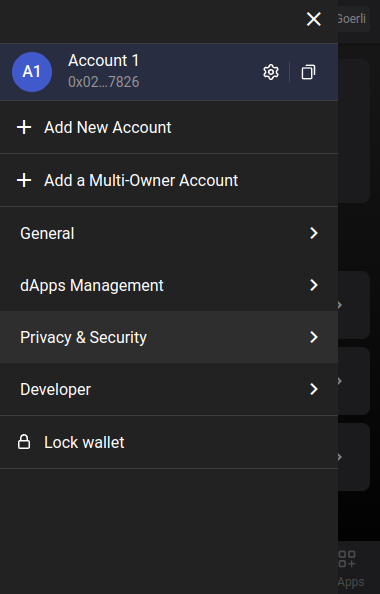 Goerli
A1
Account 1
0x02...7826
Add New Account
Add a Multi-Owner Account
General
dApps Management
Privacy & Security
Developer
Lock wallet
Apps